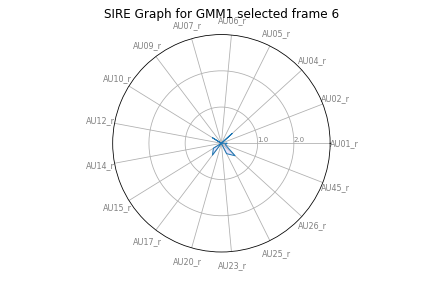 SIRE Graph for GMM1 selected frame 6
AU06_r
AU07_r
AU05_r
AU09_r
AU04_r
AU10_r
AU02_r
AU12_r
1.0
2.0
AU01_r
AU14_r
AU45_r
AU15_r
AU26_r
AU17_r
AU25_r
AU20_r
AU23_r